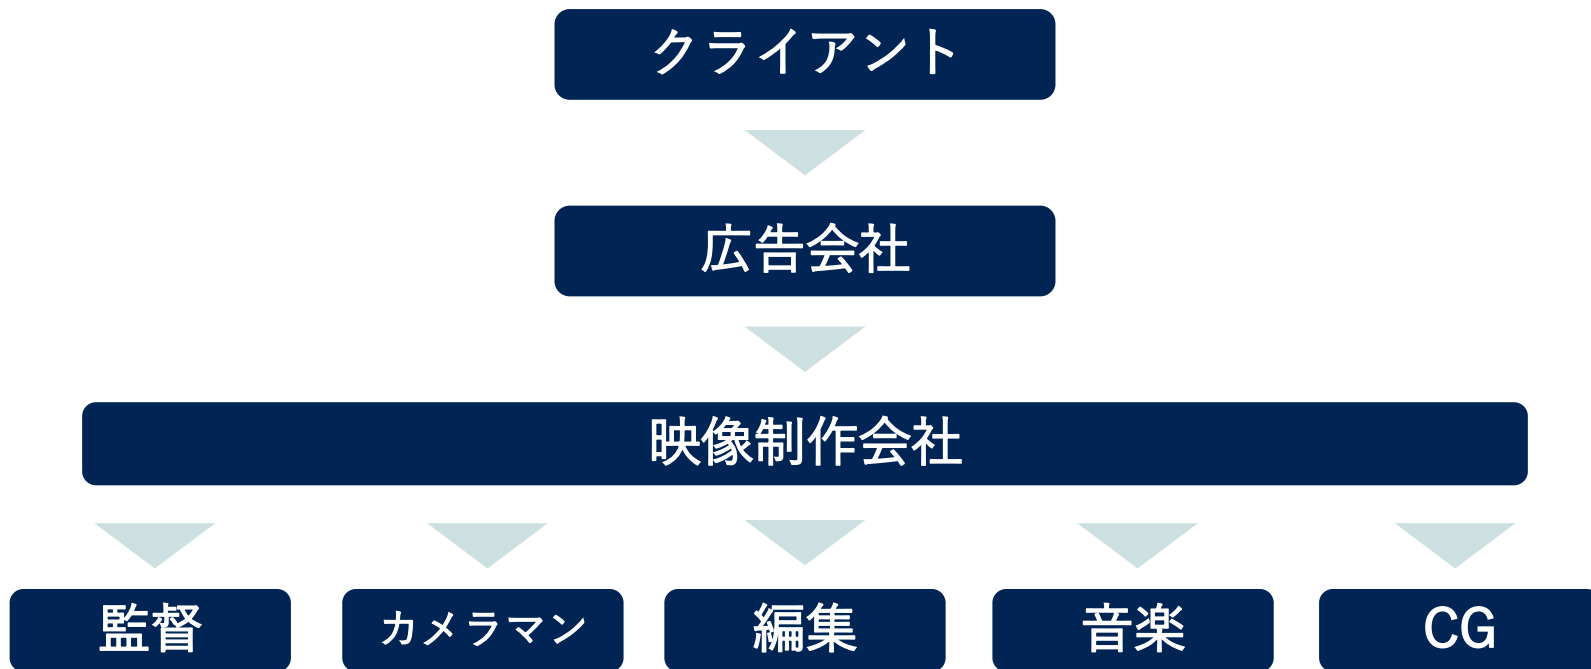 クライアント
広告会社
映像制作会社
監督
カメラマン
編集
音楽
CG